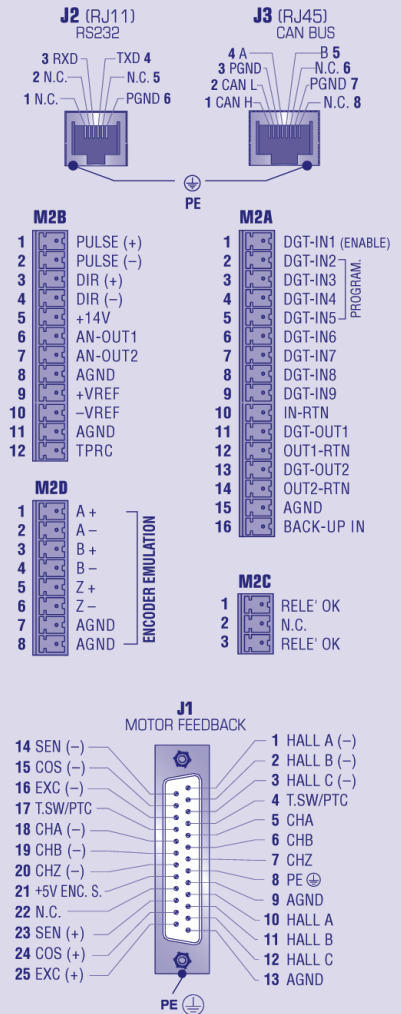 J2 (RJ11)
RS232
3 RXD
TXD 4
2 N.C.
N.C. 5
1 N.C.
PGND 6
J3 (RJ45)
CAN BUS
4 A
B 5
3 PGND
N.C. 6
2 CAN L
PGND 7
1 CAN H
N.C. 8
PE
M2B
1 PULSE (+)
2 PULSE (–)
3 DIR (+)
4 DIR (–)
5 +14V
6 AN-OUT1
7 AN-OUT2
8 AGND
9 +VREF
10 –VREF
11 AGND
12 TPRC
M2A
1 DGT-IN1 (ENABLE)
2 DGT-IN2
3 DGT-IN3
4 DGT-IN4
5 DGT-IN5
PROGRAM.
6 DGT-IN6
7 DGT-IN7
8 DGT-IN8
9 DGT-IN9
10 IN-RTN
11 DGT-OUT1
12 OUT1-RTN
13 DGT-OUT2
14 OUT2-RTN
15 AGND
16 BACK-UP IN
M2D
1 A +
2 A –
3 B +
4 B –
5 Z +
6 Z –
7 AGND
8 AGND
ENCODER EMULATION
M2C
1 RELE' OK
2 N.C.
3 RELE' OK
J1
MOTOR FEEDBACK
14 SEN (–)
15 COS (–)
16 EXC (–)
17 T.SW/PTC
18 CHA (–)
19 CHB (–)
20 CHZ (–)
21 +5V ENC. S.
22 N.C.
23 SEN (+)
24 COS (+)
25 EXC (+)
1 HALL A (–)
2 HALL B (–)
3 HALL C (–)
4 T.SW/PTC
5 CHA
6 CHB
7 CHZ
8 PE
9 AGND
10 HALL A
11 HALL B
12 HALL C
13 AGND
PE